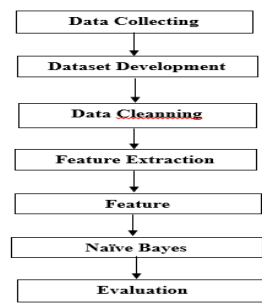 Data Collecting
Dataset Development
Data Cleanning
Feature Extraction
Feature
Naïve Bayes
Evaluation